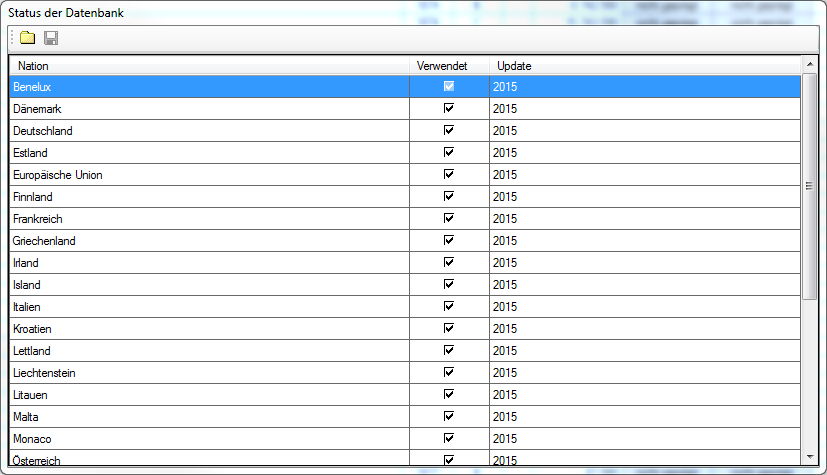 Status der Datenbank
Nation Verwendet Update
Benelux 2015
Dänemark 2015
Deutschland 2015
Estland 2015
Europäische Union 2015
Finnland 2015
Frankreich 2015
Griechenland 2015
Irland 2015
Island 2015
Italien 2015
Kroatien 2015
Lettland 2015
Liechtenstein 2015
Litauen 2015
Malta 2015
Monaco 2015
Österreich 2015